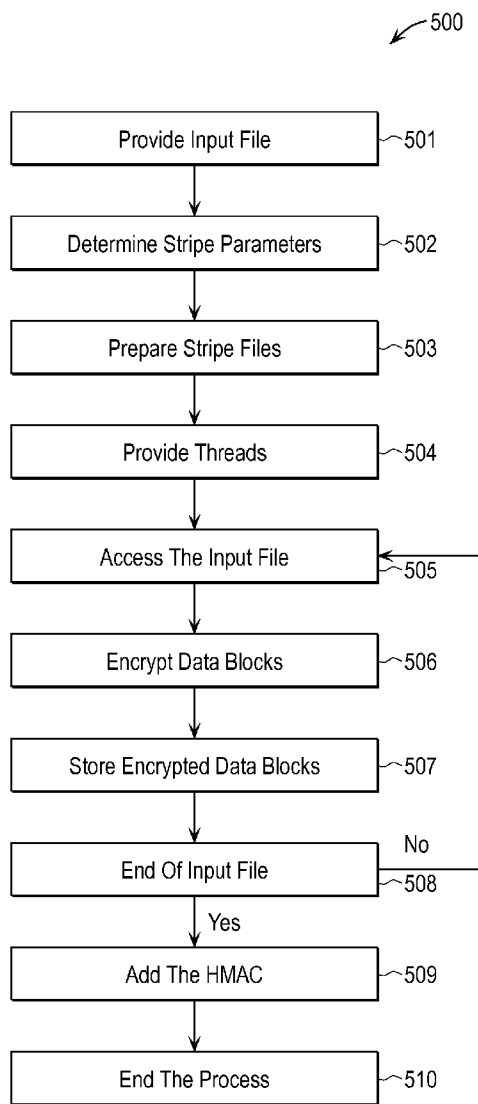 500
Provide Input File 501
Determine Stripe Parameters 502
Prepare Stripe Files 503
Provide Threads 504
Access The Input File 505
Encrypt Data Blocks 506
Store Encrypted Data Blocks 507
End Of Input File 508
No
Yes
Add The HMAC 509
End The Process 510